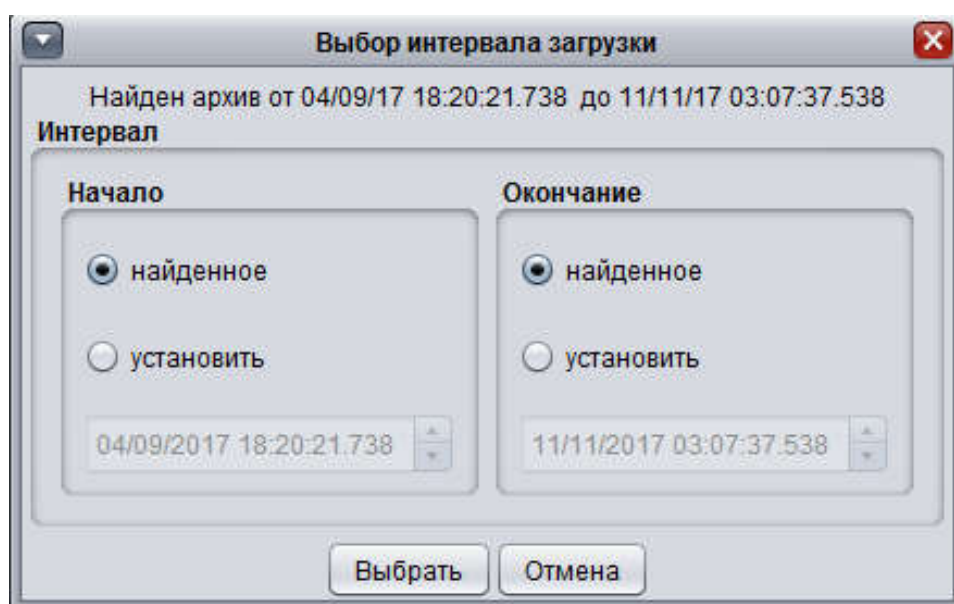 Выбор интервала загрузки
Найден архив от 04/09/17 18:20:21.738 до 11/11/17 03:07:37.538
Интервал
Начало
Окончание
найденное
найденное
установить
установить
04/09/2017 18:20:21.738
11/11/2017 03:07:37.538
Выбрать
Отмена